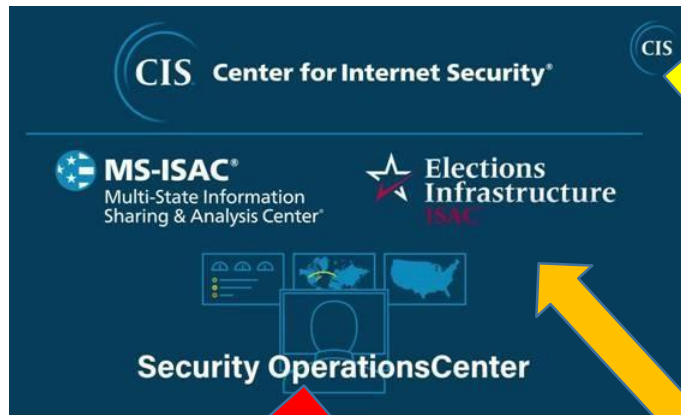 CIS Center for Internet Security®
CIS
MS-ISAC®
Multi-State Information
Sharing & Analysis Center®
Elections
Infrastructure
ISAC
Security OperationsCenter